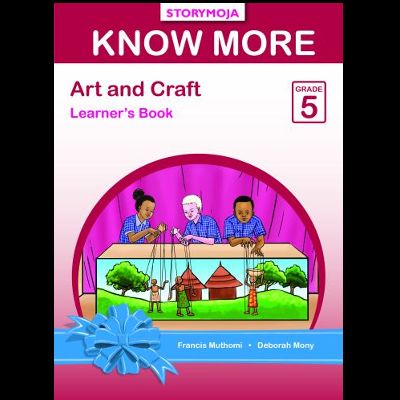 STORYMOJA
KNOW MORE
Art and Craft
Learner's Book
GRADE
5
Francis Muthomi • Deborah Mony